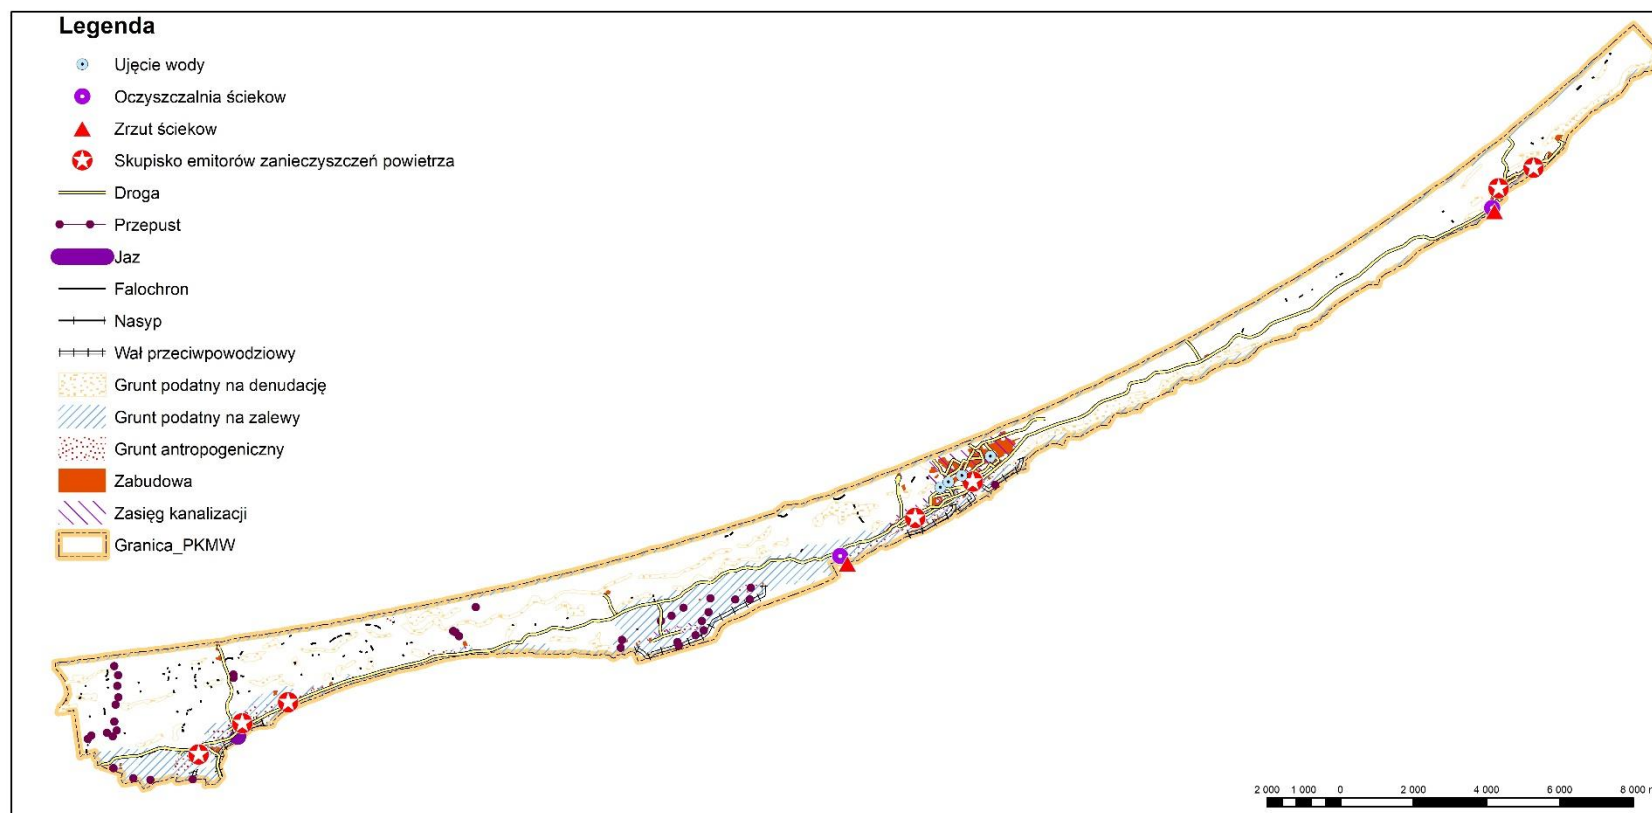 Legenda
Ujęcie wody
Oczyszczalnia ściekow
Zrzut ściekow
Skupisko emitorów zanieczyszczeń powietrza
Droga
Przepust
Jaz
Falochron
Nasyp
Wał przeciwpowodziowy
Grunt podatny na denudację
Grunt podatny na zalewy
Grunt antropogeniczny
Zabudowa
Zasięg kanalizacji
Granica_PKMW
2 000 1 000 0 2 000 4 000 6 000 8 000